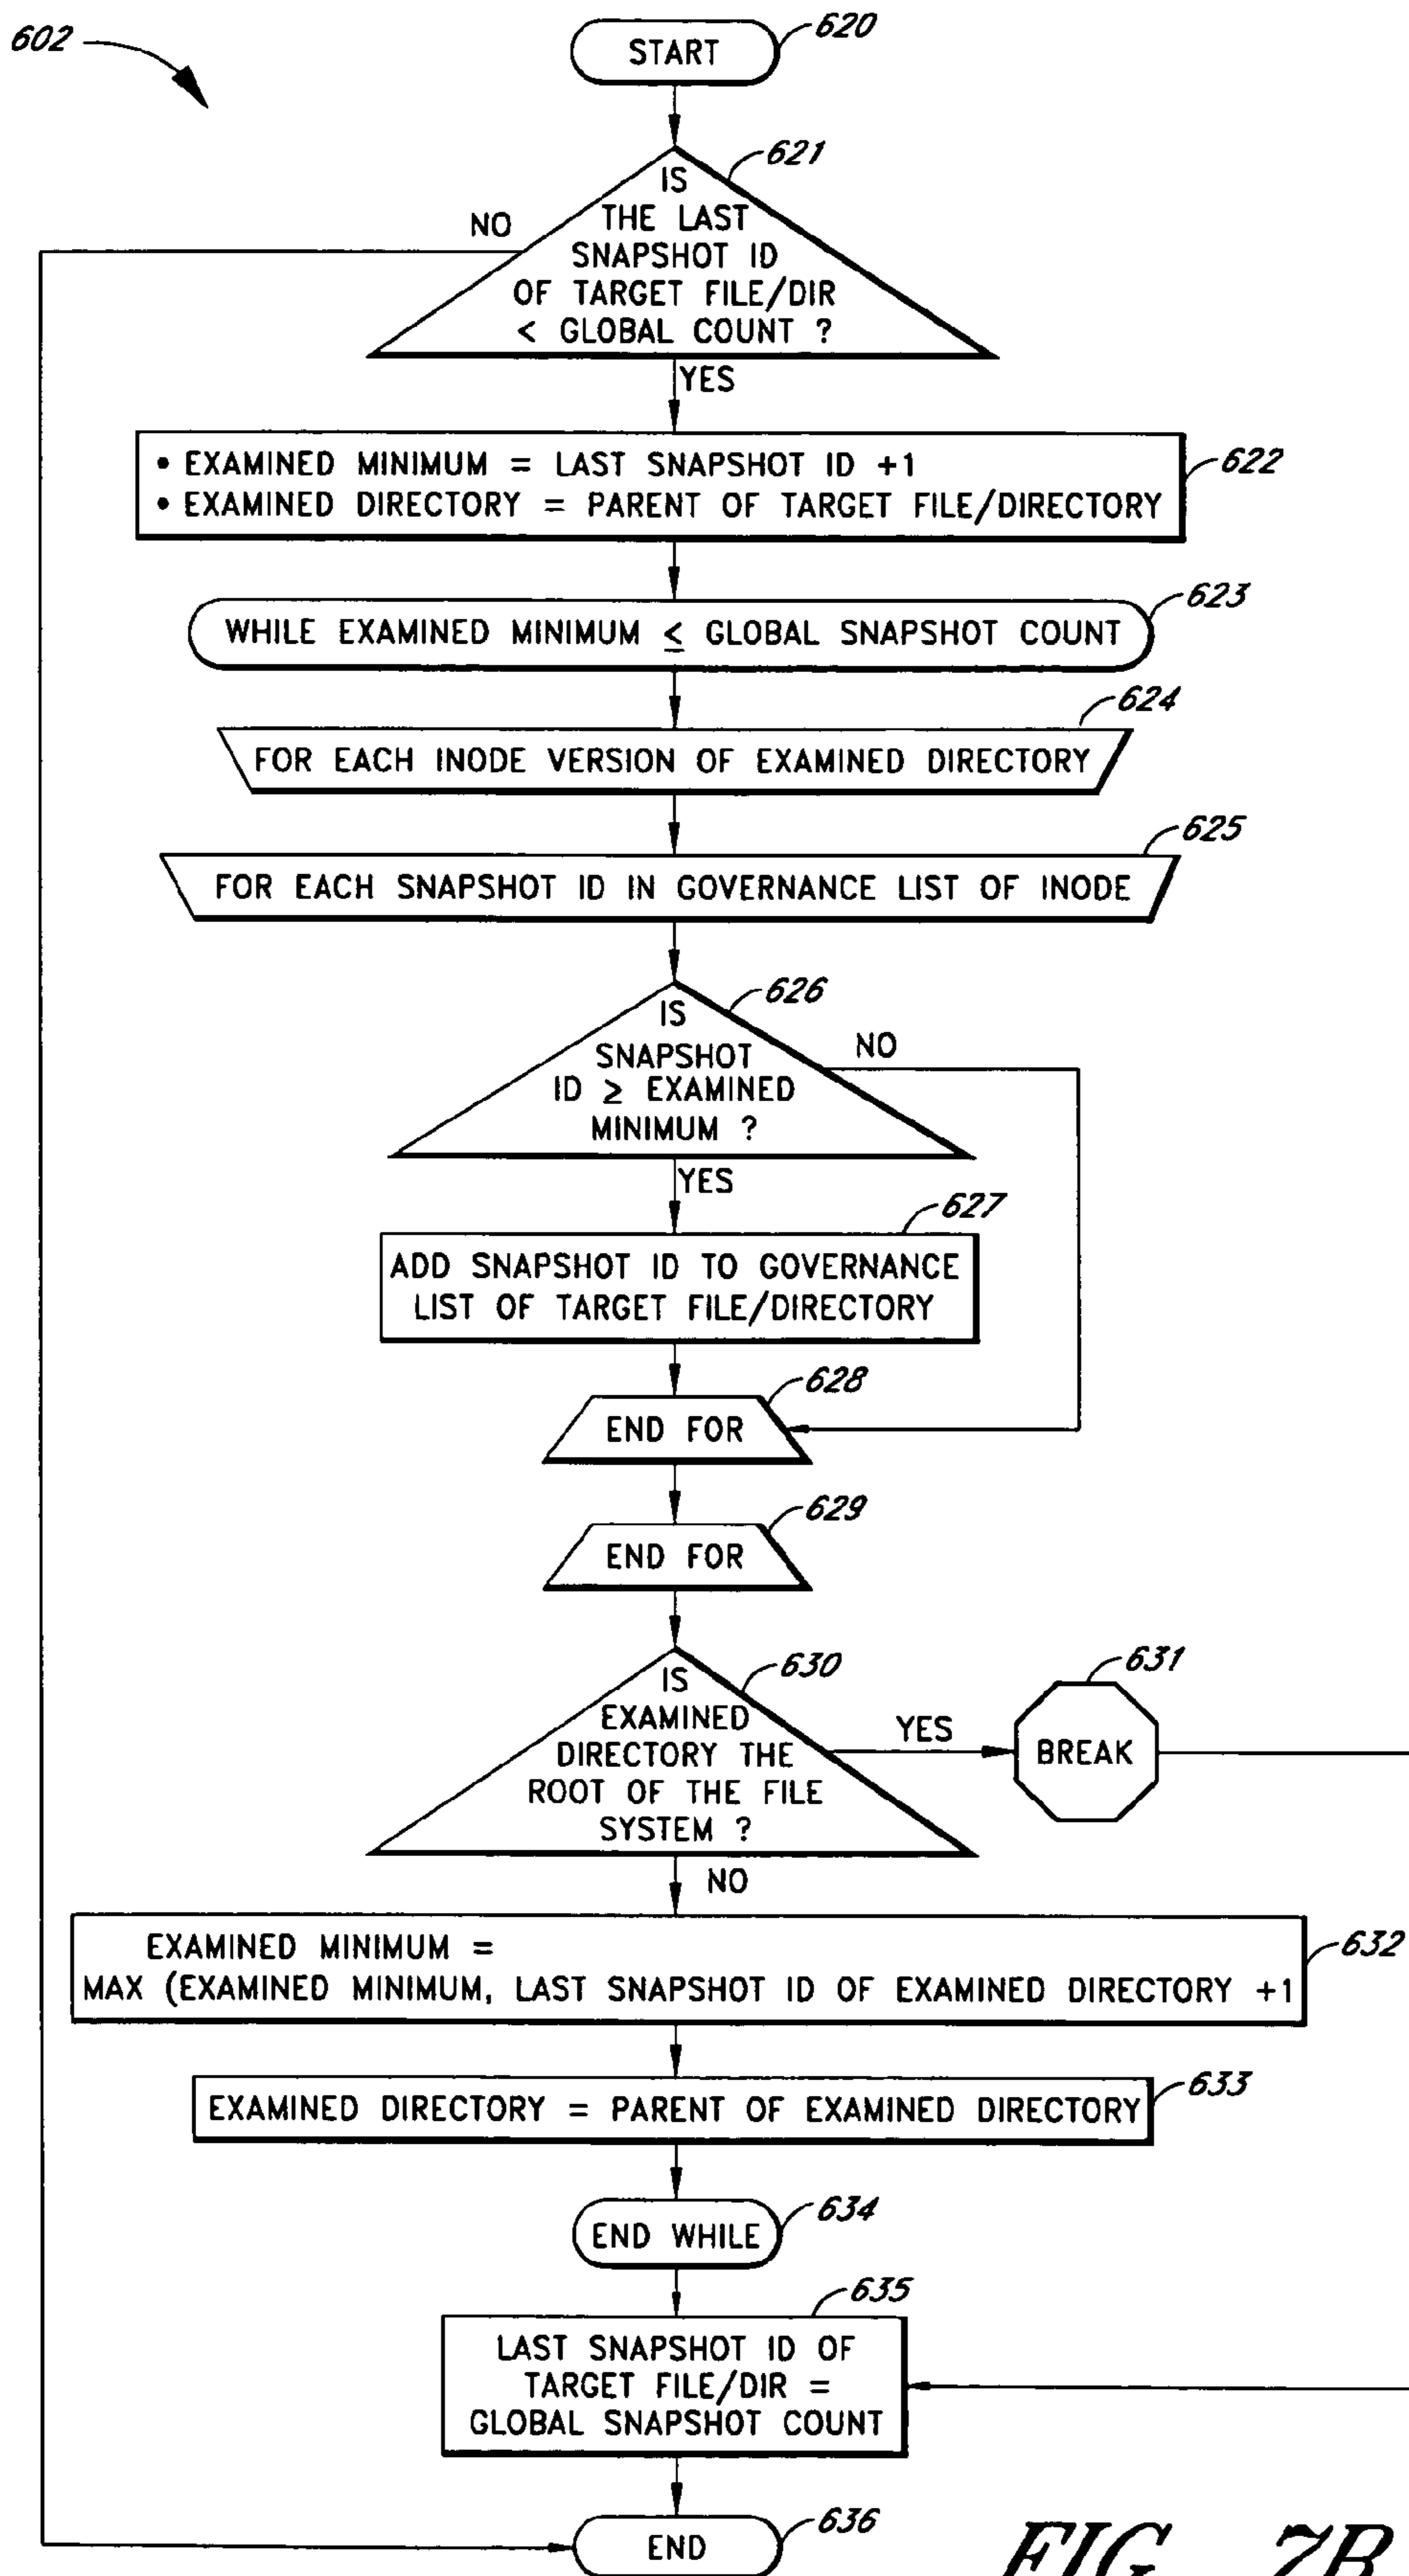 602
START
620
621
IS
THE LAST
SNAPSHOT ID
OF TARGET FILE/DIR
< GLOBAL COUNT ?
NO
YES
• EXAMINED MINIMUM = LAST SNAPSHOT ID +1
• EXAMINED DIRECTORY = PARENT OF TARGET FILE/DIRECTORY
622
623
WHILE EXAMINED MINIMUM ≤ GLOBAL SNAPSHOT COUNT
624
FOR EACH INODE VERSION OF EXAMINED DIRECTORY
625
FOR EACH SNAPSHOT ID IN GOVERNANCE LIST OF INODE
626
IS
SNAPSHOT
ID ≥ EXAMINED
MINIMUM ?
NO
YES
627
ADD SNAPSHOT ID TO GOVERNANCE
LIST OF TARGET FILE/DIRECTORY
628
END FOR
629
END FOR
630
IS
EXAMINED
DIRECTORY THE
ROOT OF THE FILE
SYSTEM ?
YES
631
BREAK
NO
EXAMINED MINIMUM =
MAX (EXAMINED MINIMUM, LAST SNAPSHOT ID OF EXAMINED DIRECTORY +1
632
633
EXAMINED DIRECTORY = PARENT OF EXAMINED DIRECTORY
634
END WHILE
635
LAST SNAPSHOT ID OF
TARGET FILE/DIR =
GLOBAL SNAPSHOT COUNT
END
636
FIG. 7B